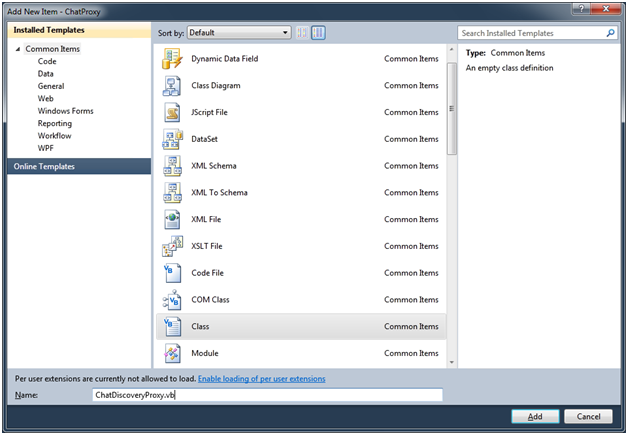 Add New Item - ChatProxy
Installed Templates
Common Items
Code
Data
General
Web
Windows Forms
Reporting
Workflow
WPF
Online Templates
Sort by: Default
Search Installed Templates
Dynamic Data Field Common Items
Class Diagram Common Items
JScript File Common Items
DataSet Common Items
XML Schema Common Items
XML To Schema Common Items
XML File Common Items
XSLT File Common Items
Code File Common Items
COM Class Common Items
Class Common Items
Module Common Items
Type: Common Items
An empty class definition
Per user extensions are currently not allowed to load. Enable loading of per user extensions
Name: ChatDiscoveryProxy.vb
Add Cancel